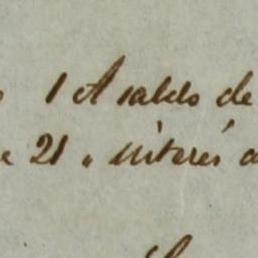 1 A saldo de
21 " interés